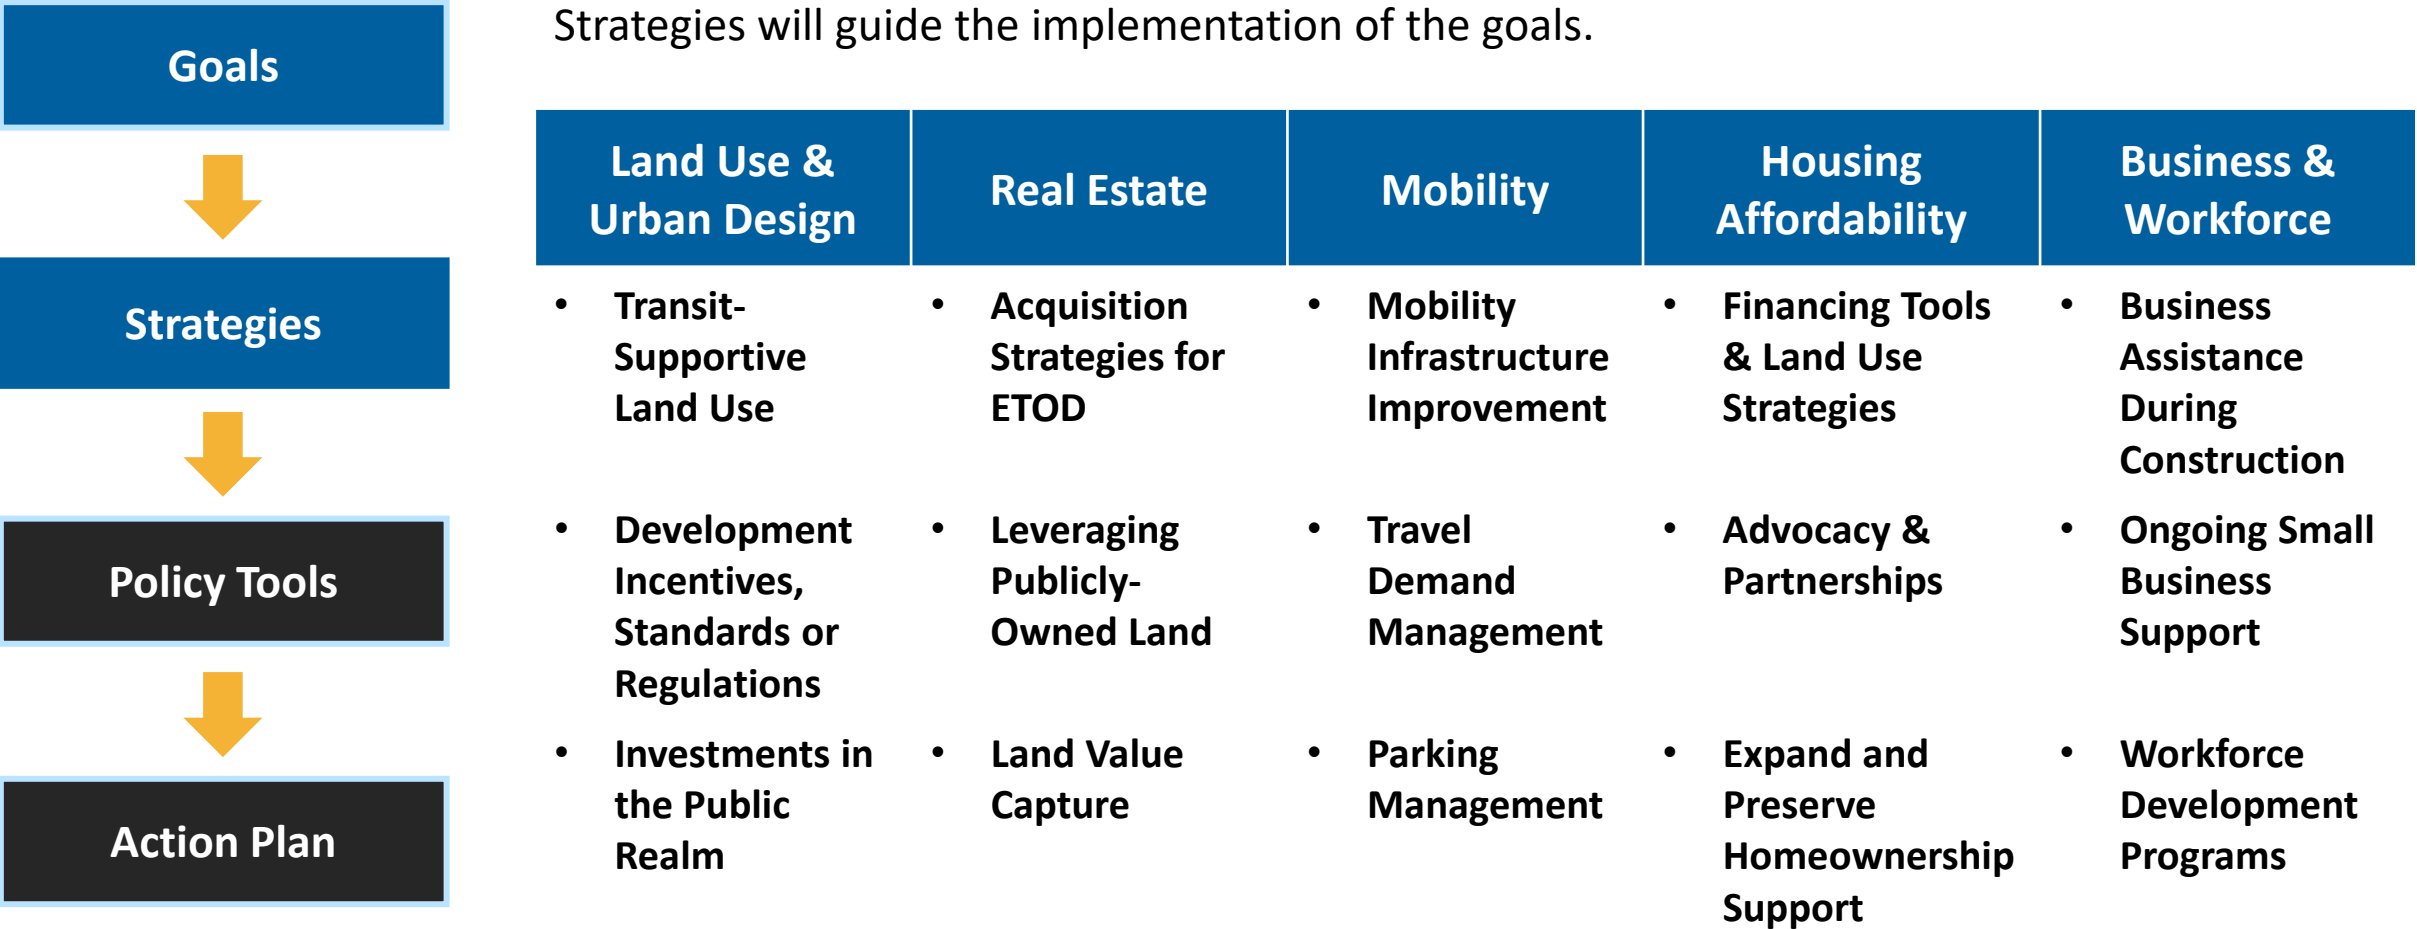 Strategies will guide the implementation of the goals.
Goals
Strategies
Policy Tools
Action Plan
Land Use &
Urban Design
Real Estate
Mobility
Housing
Affordability
Business &
Workforce
• Transit-
Supportive
Land Use
• Acquisition
Strategies for
ETOD
• Mobility
Infrastructure
Improvement
• Financing Tools
& Land Use
Strategies
• Business
Assistance
During
Construction
• Development
Incentives,
Standards or
Regulations
• Leveraging
Publicly-
Owned Land
• Travel
Demand
Management
• Advocacy &
Partnerships
• Ongoing Small
Business
Support
• Investments in
the Public
Realm
• Land Value
Capture
• Parking
Management
• Expand and
Preserve
Homeownership
Support
• Workforce
Development
Programs